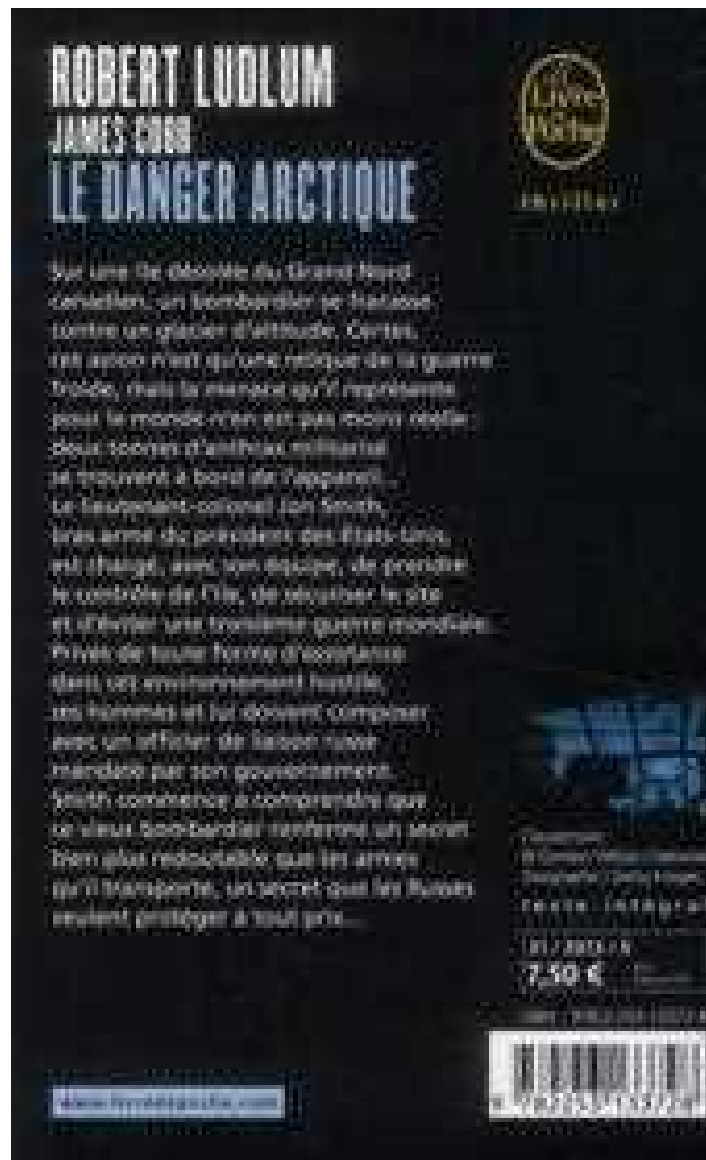 ROBERT LUDLUM
JAMES COBB
LE DANGER ARCTIQUE
Le Livre de Poche
thriller
Sur une île désolée du Grand Nord
canadien, un bombardier se fracasse
contre un glacier d'altitude. Certes,
cet avion n'est qu'une relique de la guerre
froide, mais la menace qu'il représente
pour le monde n'en est pas moins réelle :
deux tonnes d'anthrax militarisé
se trouvent à bord de l'appareil...
Le lieutenant-colonel Jon Smith,
bras armé du président des États-Unis,
est chargé, avec son équipe, de prendre
le contrôle de l'île, de sécuriser le site
et d'éviter une troisième guerre mondiale.
Privés de toute forme d'assistance
dans cet environnement hostile,
ses hommes et lui doivent composer
avec un officier de liaison russe
mandaté par son gouvernement.
Smith commence à comprendre que
ce vieux bombardier renferme un secret
bien plus redoutable que les armes
qu'il transporte, un secret que les Russes
veulent protéger à tout prix...
texte intégral
7,50 €
www.livredepoche.com